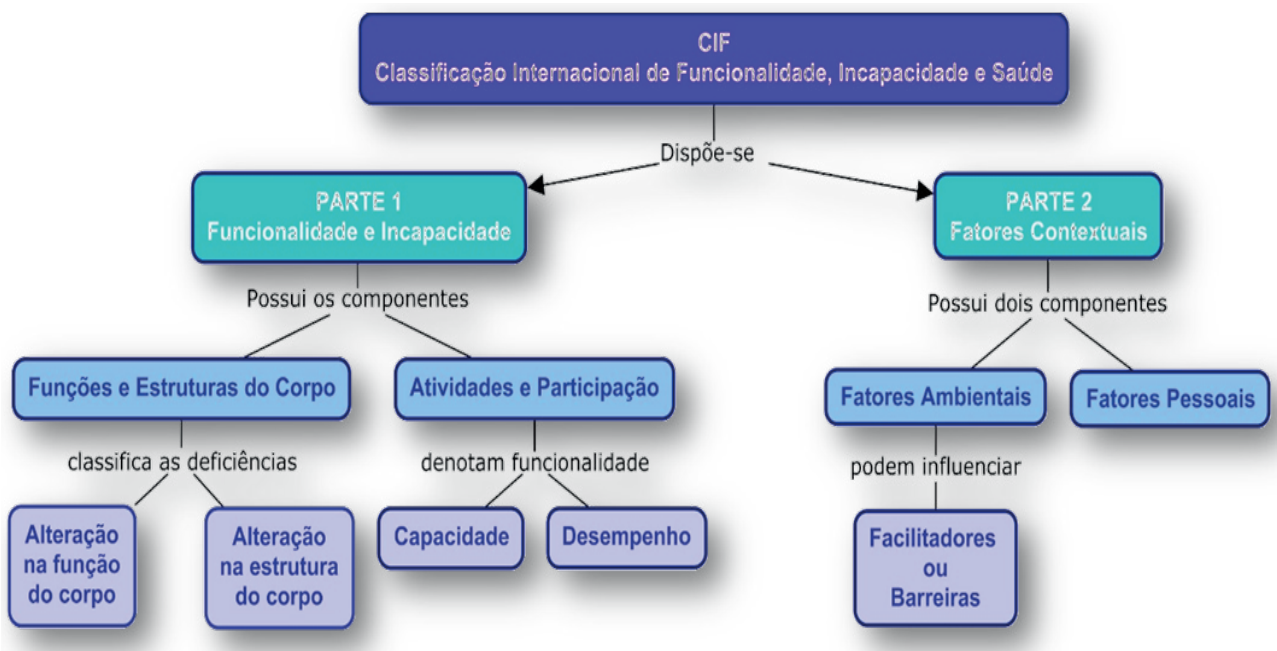 CIF
Classificação Internacional de Funcionalidade, Incapacidade e Saúde
Dispõe-se
PARTE 1
Funcionalidade e Incapacidade
PARTE 2
Fatores Contextuais
Possui os componentes
Possui dois componentes
Funções e Estruturas do Corpo
Atividades e Participação
Fatores Ambientais
Fatores Pessoais
classifica as deficiências
denotam funcionalidade
podem influenciar
Alteração
na função
do corpo
Alteração
na estrutura
do corpo
Capacidade
Desempenho
Facilitadores
ou
Barreiras